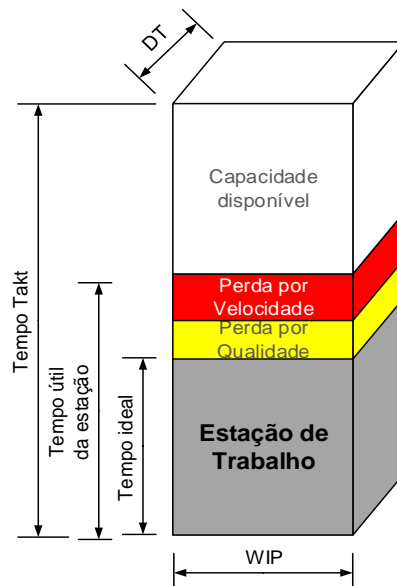 DT
Capacidade
disponível
Perda por
Velocidade
Perda por
Qualidade
Tempo Takt
Tempo útil
da estação
Tempo ideal
Estação de
Trabalho
WIP